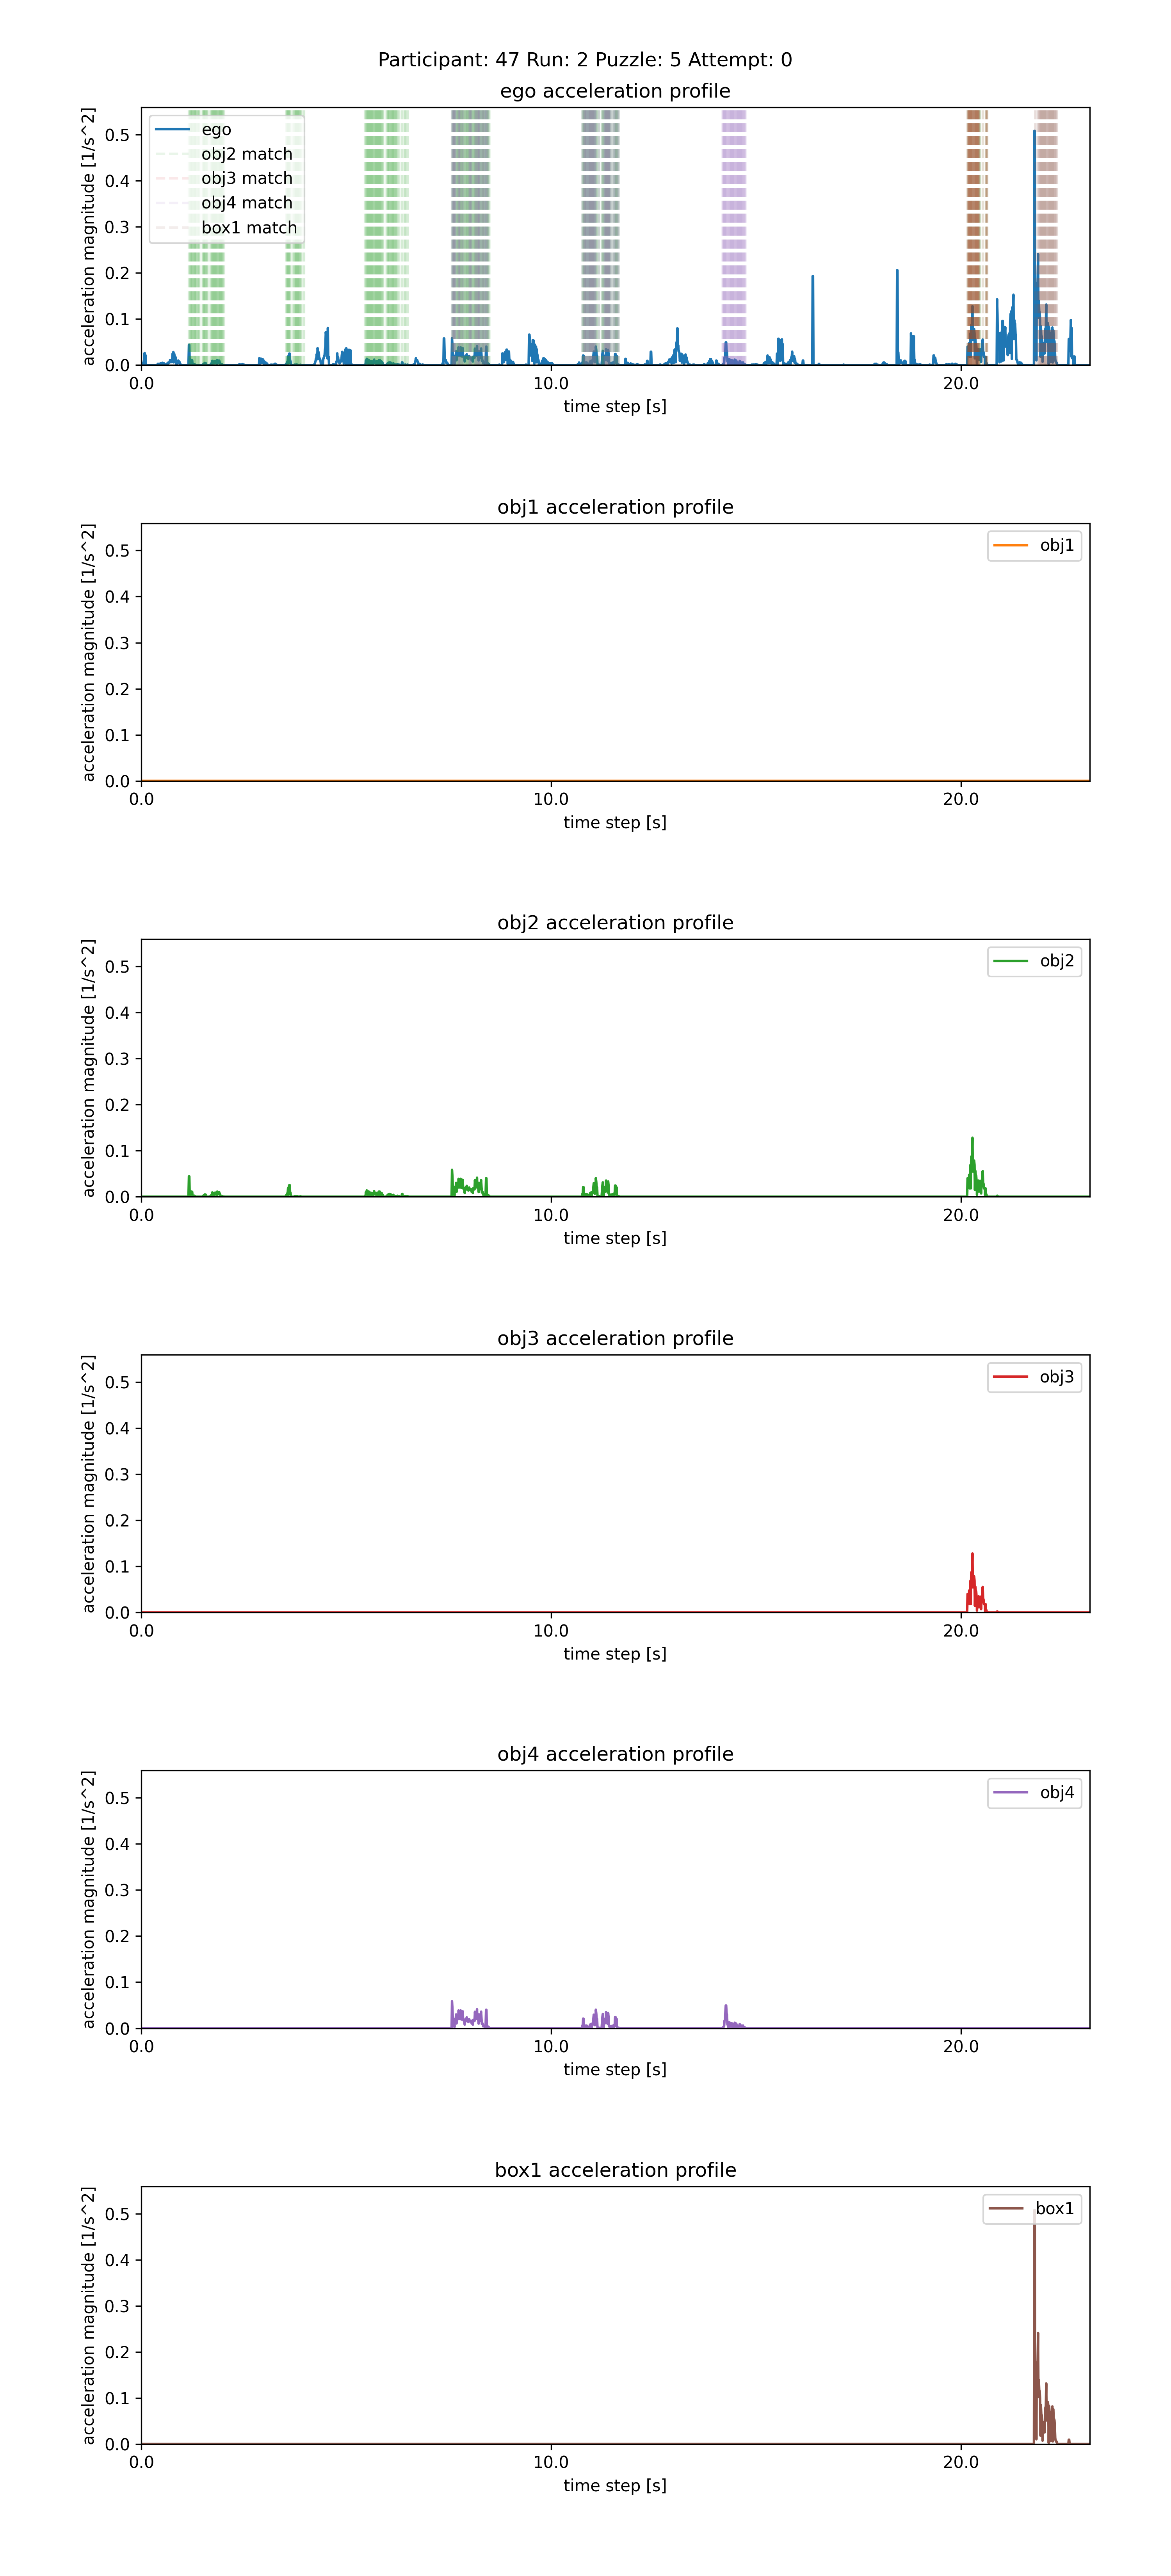 Participant: 47 Run: 2 Puzzle: 5 Attempt: 0
ego acceleration profile
acceleration magnitude [1/s^2]
0.5
0.4
0.3
0.2
0.1
0.0
ego
obj2 match
obj3 match
obj4 match
box1 match
0.0 10.0 20.0
time step [s]
obj1 acceleration profile
acceleration magnitude [1/s^2]
0.5
0.4
0.3
0.2
0.1
0.0
obj1
0.0 10.0 20.0
time step [s]
obj2 acceleration profile
acceleration magnitude [1/s^2]
0.5
0.4
0.3
0.2
0.1
0.0
obj2
0.0 10.0 20.0
time step [s]
obj3 acceleration profile
acceleration magnitude [1/s^2]
0.5
0.4
0.3
0.2
0.1
0.0
obj3
0.0 10.0 20.0
time step [s]
obj4 acceleration profile
acceleration magnitude [1/s^2]
0.5
0.4
0.3
0.2
0.1
0.0
obj4
0.0 10.0 20.0
time step [s]
box1 acceleration profile
acceleration magnitude [1/s^2]
0.5
0.4
0.3
0.2
0.1
0.0
box1
0.0 10.0 20.0
time step [s]